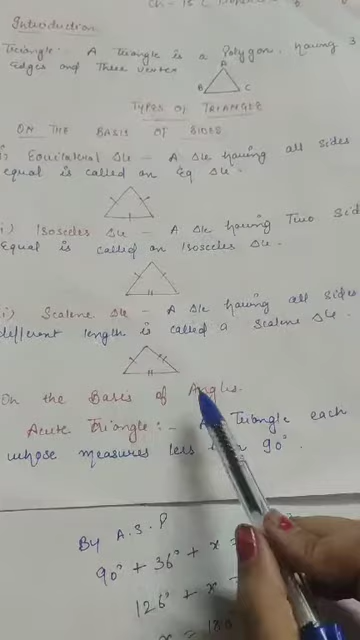 Ch - 15
Introduction
Triangle:- A triangle is a Polygon, having 3
edges and Three vertex
A
B C
TYPES OF TRIANGLE
ON THE BASIS OF SIDES
i) Equilateral Δle - A Δle having all sides
equal is called an Eq Δle.
i) Isosceles Δle - A Δle having Two sid
Equal is called an Isosceles Δle.
i) Scalene Δle - A Δle having all sides
different length is called a Scalene Δle.
On the Basis of Angles.
Acute Triangle:- A Triangle each
whose measures less 90°.
By A.S.P
90° + 36° + x =
126° + x =
x = 180